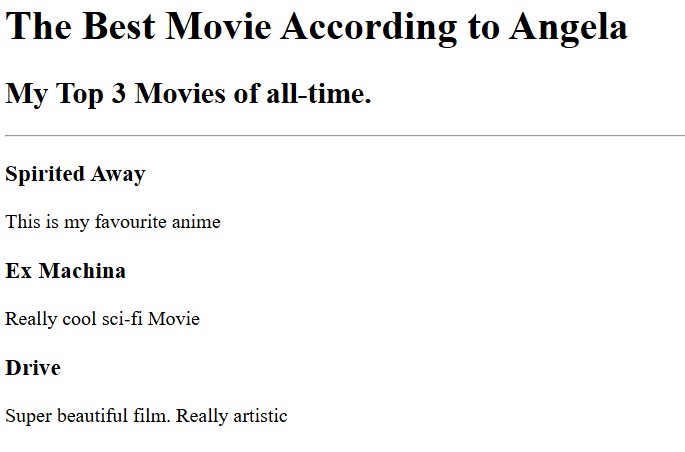 The Best Movie According to Angela
My Top 3 Movies of all-time.
Spirited Away
This is my favourite anime
Ex Machina
Really cool sci-fi Movie
Drive
Super beautiful film. Really artistic